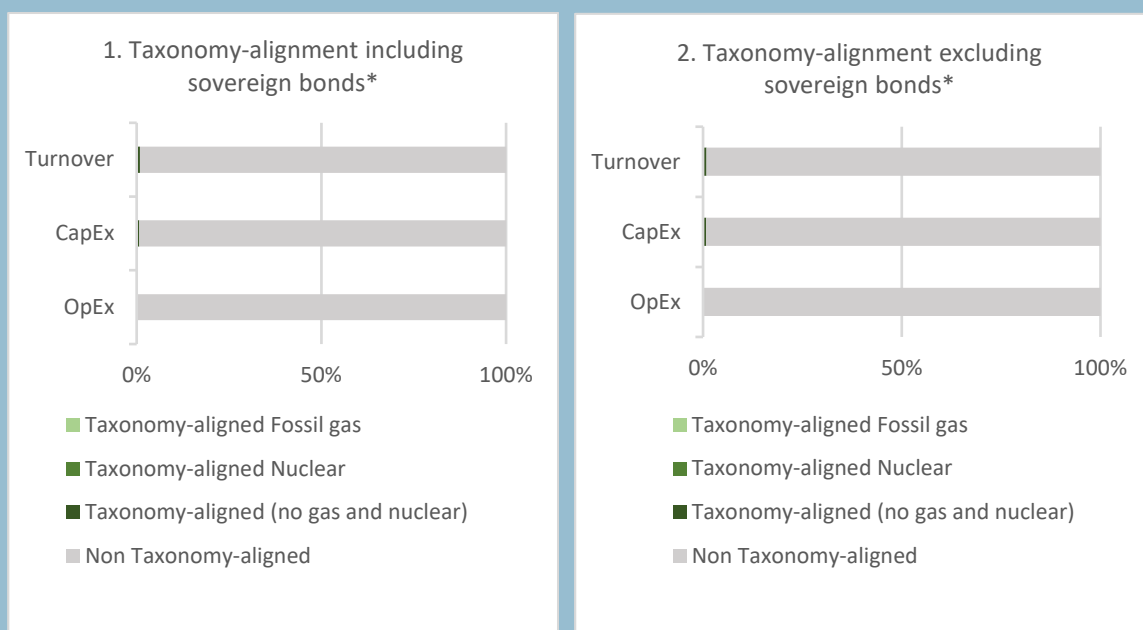 1. Taxonomy-alignment including
sovereign bonds*
Turnover
CapEx
OpEx
0%
50%
100%
Taxonomy-aligned Fossil gas
Taxonomy-aligned Nuclear
Taxonomy-aligned (no gas and nuclear)
Non Taxonomy-aligned
2. Taxonomy-alignment excluding
sovereign bonds*
Turnover
CapEx
OpEx
0%
50%
100%
Taxonomy-aligned Fossil gas
Taxonomy-aligned Nuclear
Taxonomy-aligned (no gas and nuclear)
Non Taxonomy-aligned